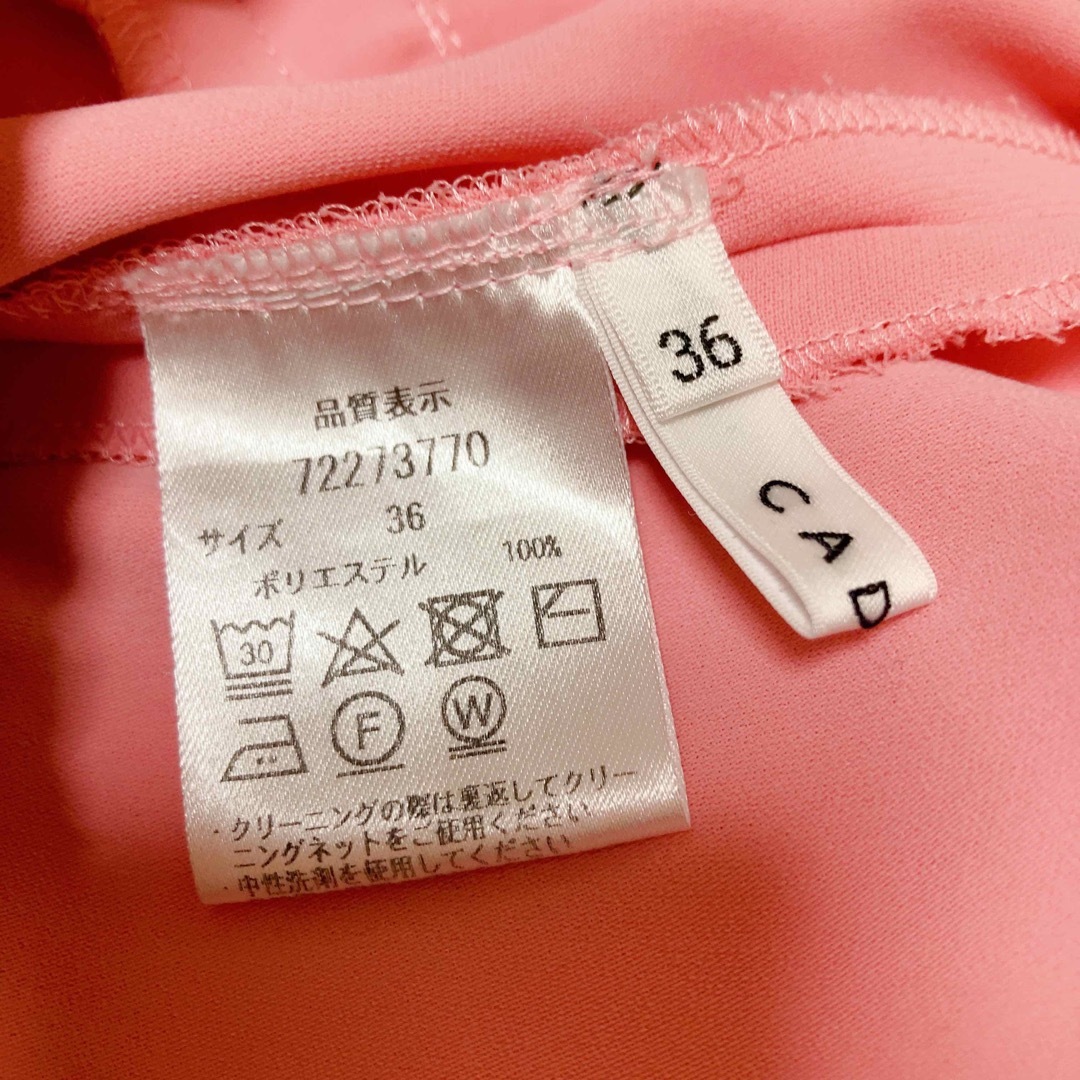 品質表示
72273770
サイズ 36
ポリエステル 100%
30
F W
・クリーニングの際は裏返してクリー
ニングネットをご使用ください
・中性洗剤を使用してください
36
CAD